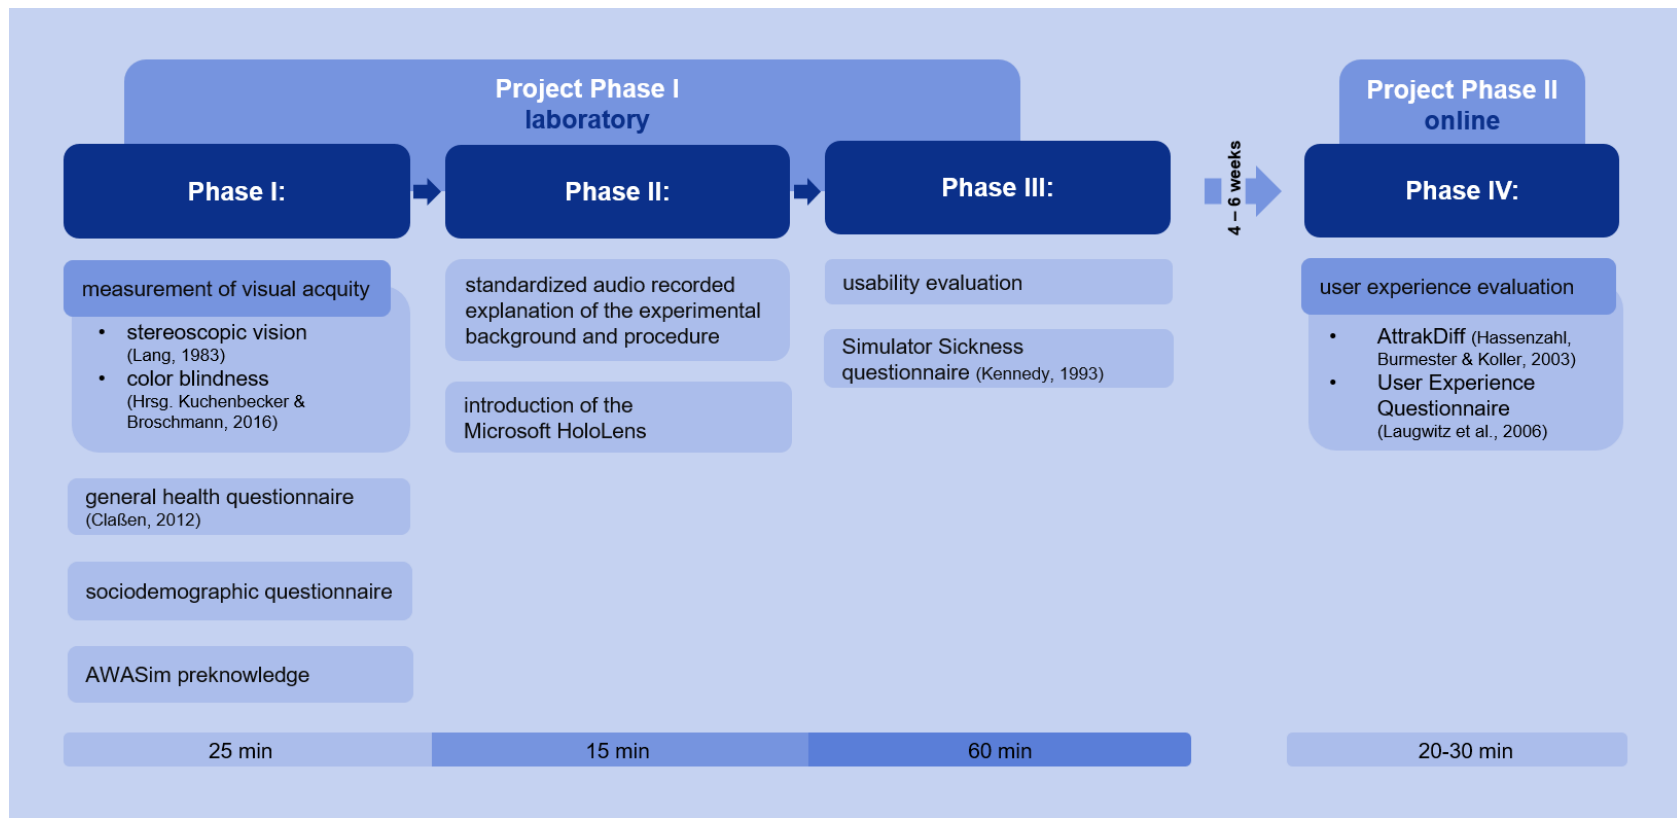 Project Phase I
laboratory
Project Phase II
online
Phase I:
Phase II:
Phase III:
4 – 6 weeks
Phase IV:
measurement of visual acquity
• stereoscopic vision
(Lang, 1983)
• color blindness
(Hrsg. Kuchenbecker &
Broschmann, 2016)
general health questionnaire
(Claßen, 2012)
sociodemographic questionnaire
AWASim preknowledge
standardized audio recorded
explanation of the experimental
background and procedure
introduction of the
Microsoft HoloLens
usability evaluation
Simulator Sickness
questionnaire (Kennedy, 1993)
user experience evaluation
• AttrakDiff (Hassenzahl,
Burmester & Koller, 2003)
• User Experience
Questionnaire
(Laugwitz et al., 2006)
25 min
15 min
60 min
20-30 min